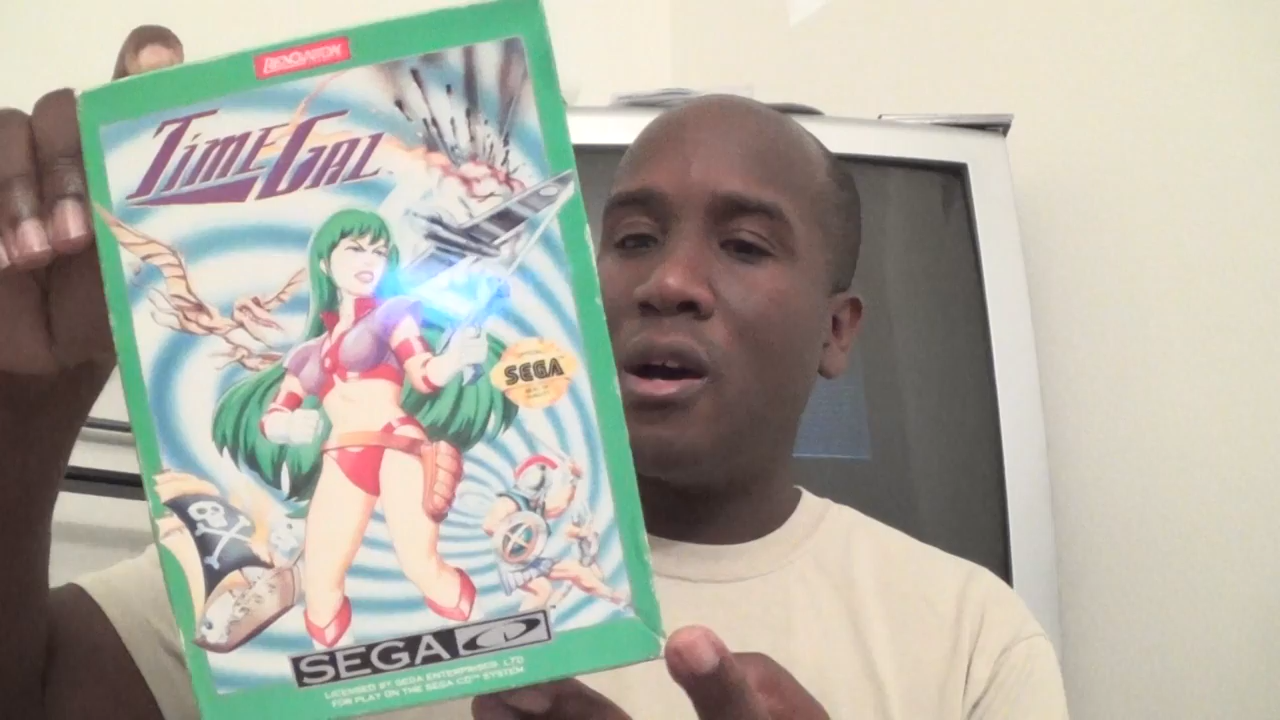 RENOVATION
TIME GAL
SEGA
SEGA CD
LICENSED BY SEGA ENTERPRISES LTD
FOR PLAY ON THE SEGA CD™ SYSTEM